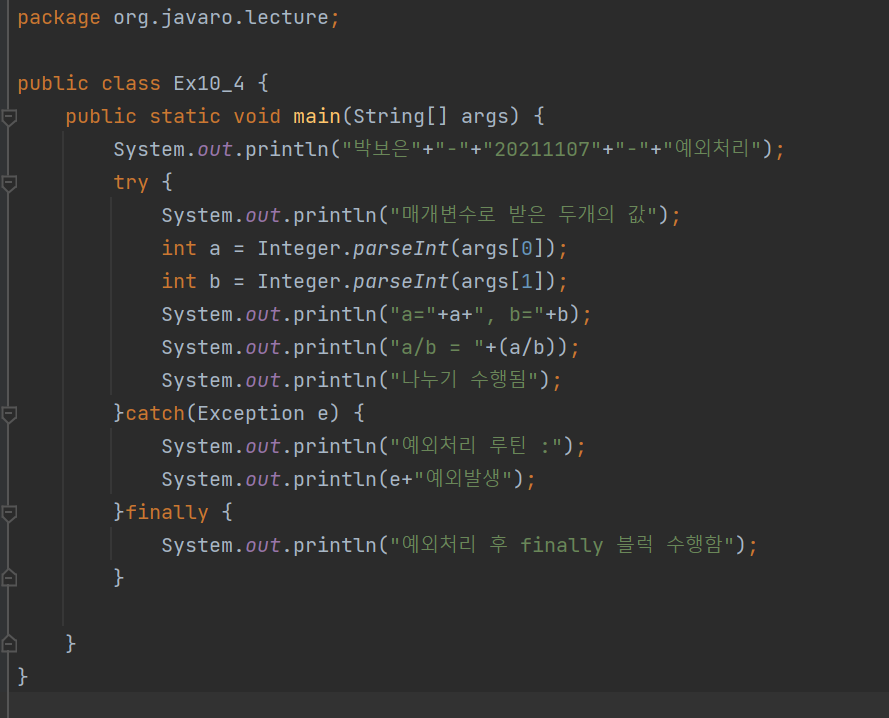 package org.javaro.lecture;
public class Ex10_4 {
public static void main(String[] args) {
System.out.println("박보은"+"-"+"20211107"+"-"+"예외처리");
try {
System.out.println("매개변수로 받은 두개의 값");
int a = Integer.parseInt(args[0]);
int b = Integer.parseInt(args[1]);
System.out.println("a="+a+", b="+b);
System.out.println("a/b = "+(a/b));
System.out.println("나누기 수행됨");
}catch(Exception e) {
System.out.println("예외처리 루틴 :");
System.out.println(e+"예외발생");
}finally {
System.out.println("예외처리 후 finally 블럭 수행함");
}
}
}